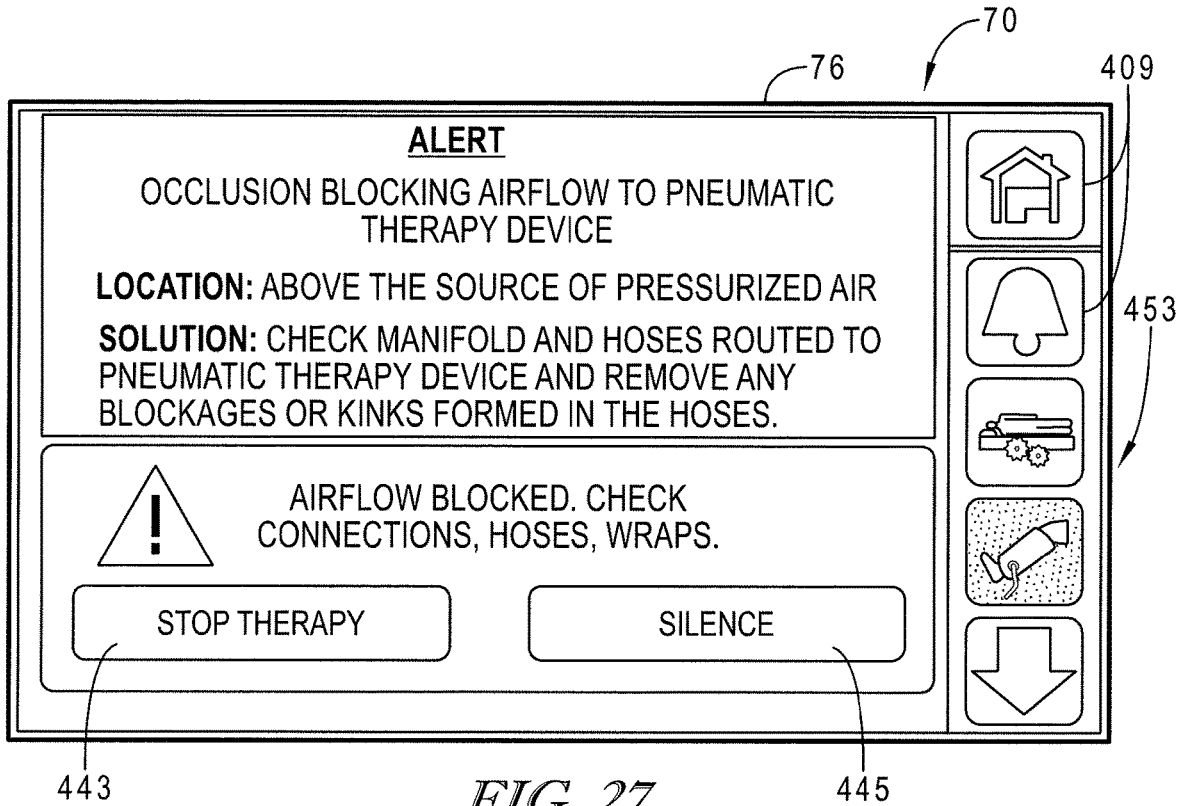 70
76
409
ALERT
OCCLUSION BLOCKING AIRFLOW TO PNEUMATIC
THERAPY DEVICE
LOCATION: ABOVE THE SOURCE OF PRESSURIZED AIR
SOLUTION: CHECK MANIFOLD AND HOSES ROUTED TO
PNEUMATIC THERAPY DEVICE AND REMOVE ANY
BLOCKAGES OR KINKS FORMED IN THE HOSES.
453
!
AIRFLOW BLOCKED. CHECK
CONNECTIONS, HOSES, WRAPS.
STOP THERAPY
SILENCE
443
FIG. 27
445